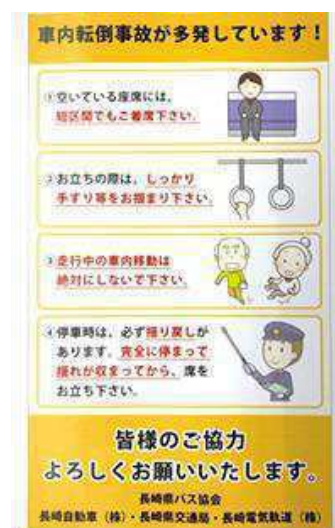 車内転倒事故が多発しています！
①空いている座席には、
短区間でもご着席下さい。
②お立ちの際は、しっかり
手すり等をお掴まり下さい。
③走行中の車内移動は
絶対にしないで下さい。
④停車時は、必ず揺り戻しが
あります。完全に停まって
揺れが収まってから、席を
お立ち下さい。
皆様のご協力
よろしくお願いいたします。
長崎県バス協会
長崎自動車（株）・長崎県交通局・長崎電気軌道（株）